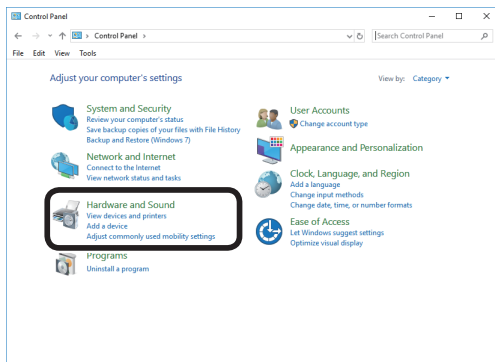 Control Panel
Control Panel
Search Control Panel
File Edit View Tools
Adjust your computer's settings
View by: Category
System and Security
Review your computer's status
Save backup copies of your files with File History
Backup and Restore (Windows 7)
Network and Internet
Connect to the Internet
View network status and tasks
Hardware and Sound
View devices and printers
Add a device
Adjust commonly used mobility settings
Programs
Uninstall a program
User Accounts
Change account type
Appearance and Personalization
Clock, Language, and Region
Add a language
Change input methods
Change date, time, or number formats
Ease of Access
Let Windows suggest settings
Optimize visual display